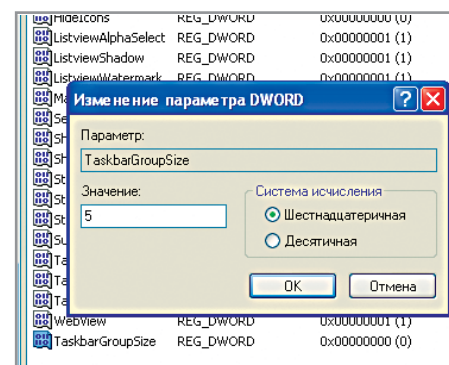 HideIcons REG_DWORD 0x00000000 (0)
ListviewAlphaSelect REG_DWORD 0x00000001 (1)
ListviewShadow REG_DWORD 0x00000001 (1)
ListviewWatermark REG_DWORD 0x00000001 (1)
Изменение параметра DWORD
Параметр:
TaskbarGroupSize
Значение:
5
Система исчисления
Шестнадцатеричная
Десятичная
OK
Отмена
WebView REG_DWORD 0x00000001 (1)
TaskbarGroupSize REG_DWORD 0x00000000 (0)